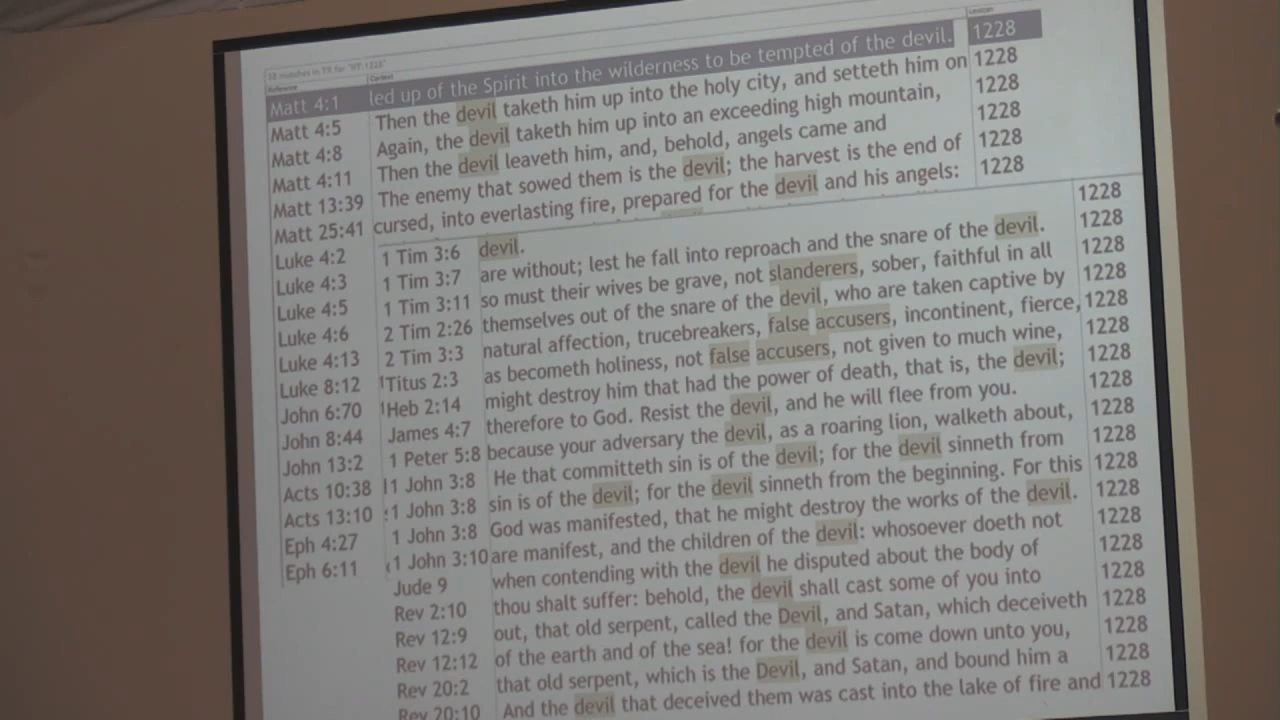 38 matches in TR for "NT:1228"
Reference Context
Matt 4:1 led up of the Spirit into the wilderness to be tempted of the devil. 1228
Matt 4:5 Then the devil taketh him up into the holy city, and setteth him on 1228
Matt 4:8 Again, the devil taketh him up into an exceeding high mountain, 1228
Matt 4:11 Then the devil leaveth him, and, behold, angels came and 1228
Matt 13:39 The enemy that sowed them is the devil; the harvest is the end of 1228
Matt 25:41 cursed, into everlasting fire, prepared for the devil and his angels: 1228
Luke 4:2
Luke 4:3
Luke 4:5
Luke 4:6
Luke 4:13
Luke 8:12
John 6:70
John 8:44
John 13:2
Acts 10:38
Acts 13:10
Eph 4:27
Eph 6:11
1 Tim 3:6 devil. 1228
1 Tim 3:7 are without; lest he fall into reproach and the snare of the devil. 1228
1 Tim 3:11 so must their wives be grave, not slanderers, sober, faithful in all 1228
2 Tim 2:26 themselves out of the snare of the devil, who are taken captive by 1228
2 Tim 3:3 natural affection, trucebreakers, false accusers, incontinent, fierce, 1228
Titus 2:3 as becometh holiness, not false accusers, not given to much wine, 1228
Heb 2:14 might destroy him that had the power of death, that is, the devil; 1228
James 4:7 therefore to God. Resist the devil, and he will flee from you. 1228
1 Peter 5:8 because your adversary the devil, as a roaring lion, walketh about, 1228
1 John 3:8 He that committeth sin is of the devil; for the devil sinneth from 1228
1 John 3:8 sin is of the devil; for the devil sinneth from the beginning. For this 1228
1 John 3:8 God was manifested, that he might destroy the works of the devil. 1228
1 John 3:10 are manifest, and the children of the devil: whosoever doeth not 1228
Jude 9 when contending with the devil he disputed about the body of 1228
Rev 2:10 thou shalt suffer: behold, the devil shall cast some of you into 1228
Rev 12:9 out, that old serpent, called the Devil, and Satan, which deceiveth 1228
Rev 12:12 of the earth and of the sea! for the devil is come down unto you, 1228
Rev 20:2 that old serpent, which is the Devil, and Satan, and bound him a 1228
Rev 20:10 And the devil that deceived them was cast into the lake of fire and 1228